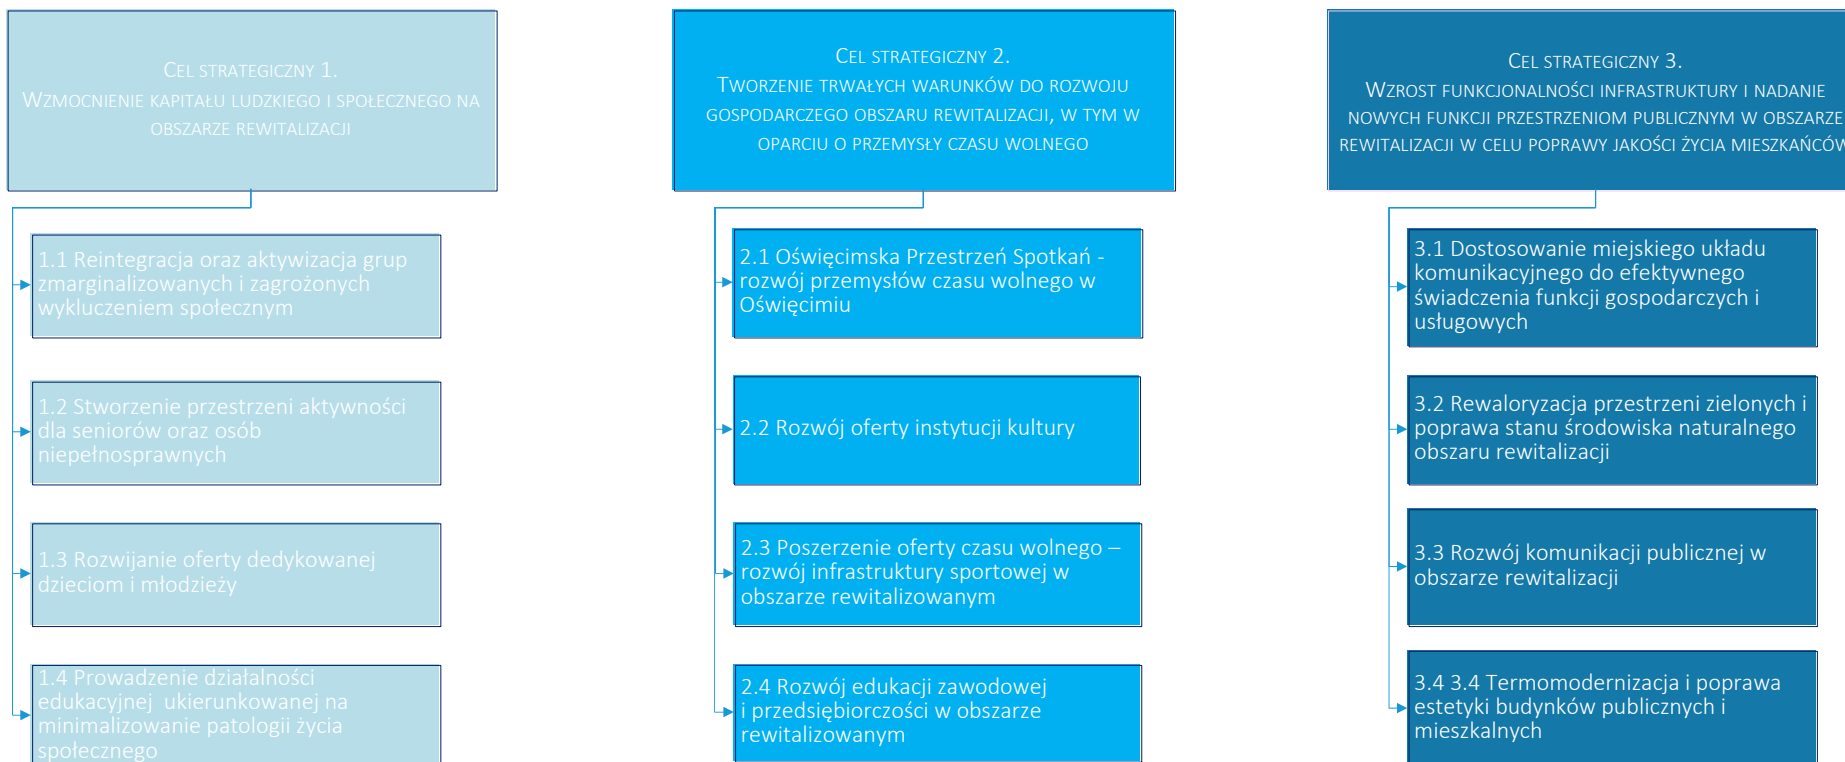 CEL STRATEGICZNY 1.
WZMOCNIENIE KAPITAŁU LUDZKIEGO I SPOŁECZNEGO NA
OBSZARZE REWITALIZACJI
1.1 Reintegracja oraz aktywizacja grup
zmarginalizowanych i zagrożonych
wykluczeniem społecznym
1.2 Stworzenie przestrzeni aktywności
dla seniorów oraz osób
niepełnosprawnych
1.3 Rozwijanie oferty dedykowanej
dzieciom i młodzieży
1.4 Prowadzenie działalności
edukacyjnej ukierunkowanej na
minimalizowanie patologii życia
społecznego
CEL STRATEGICZNY 2.
TWORZENIE TRWAŁYCH WARUNKÓW DO ROZWOJU
GOSPODARCZEGO OBSZARU REWITALIZACJI, W TYM W
OPARCIU O PRZEMYSŁY CZASU WOLNEGO
2.1 Oświęcimska Przestrzeń Spotkań -
rozwój przemysłów czasu wolnego w
Oświęcimiu
2.2 Rozwój oferty instytucji kultury
2.3 Poszerzenie oferty czasu wolnego –
rozwój infrastruktury sportowej w
obszarze rewitalizowanym
2.4 Rozwój edukacji zawodowej
i przedsiębiorczości w obszarze
rewitalizowanym
CEL STRATEGICZNY 3.
WZROST FUNKCJONALNOŚCI INFRASTRUKTURY I NADANIE
NOWYCH FUNKCJI PRZESTRZENIOM PUBLICZNYM W OBSZARZE
REWITALIZACJI W CELU POPRAWY JAKOŚCI ŻYCIA MIESZKAŃCÓW
3.1 Dostosowanie miejskiego układu
komunikacyjnego do efektywnego
świadczenia funkcji gospodarczych i
usługowych
3.2 Rewaloryzacja przestrzeni zielonych i
poprawa stanu środowiska naturalnego
obszaru rewitalizacji
3.3 Rozwój komunikacji publicznej w
obszarze rewitalizacji
3.4 3.4 Termomodernizacja i poprawa
estetyki budynków publicznych i
mieszkalnych